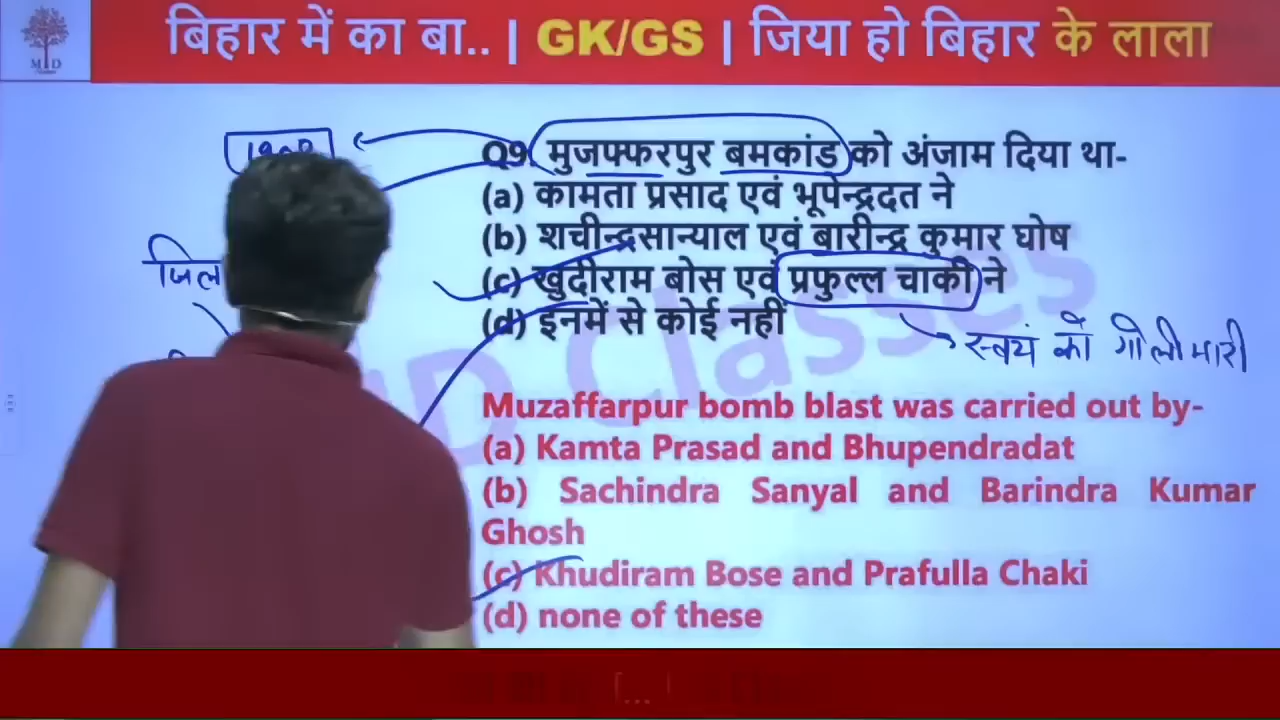 बिहार में का बा.. | GK/GS | जिया हो बिहार के लाला
M D
Q9. मुजफ्फरपुर बमकांड को अंजाम दिया था-
(a) कामता प्रसाद एवं भूपेन्द्रदत ने
(b) शचीन्द्रसान्याल एवं बारीन्द्र कुमार घोष
(c) खुदीराम बोस एवं प्रफुल्ल चाकी ने
(d) इनमें से कोई नहीं
स्वयं को गोली मारी
Muzaffarpur bomb blast was carried out by-
(a) Kamta Prasad and Bhupendradat
(b) Sachindra Sanyal and Barindra Kumar
Ghosh
(c) Khudiram Bose and Prafulla Chaki
(d) none of these